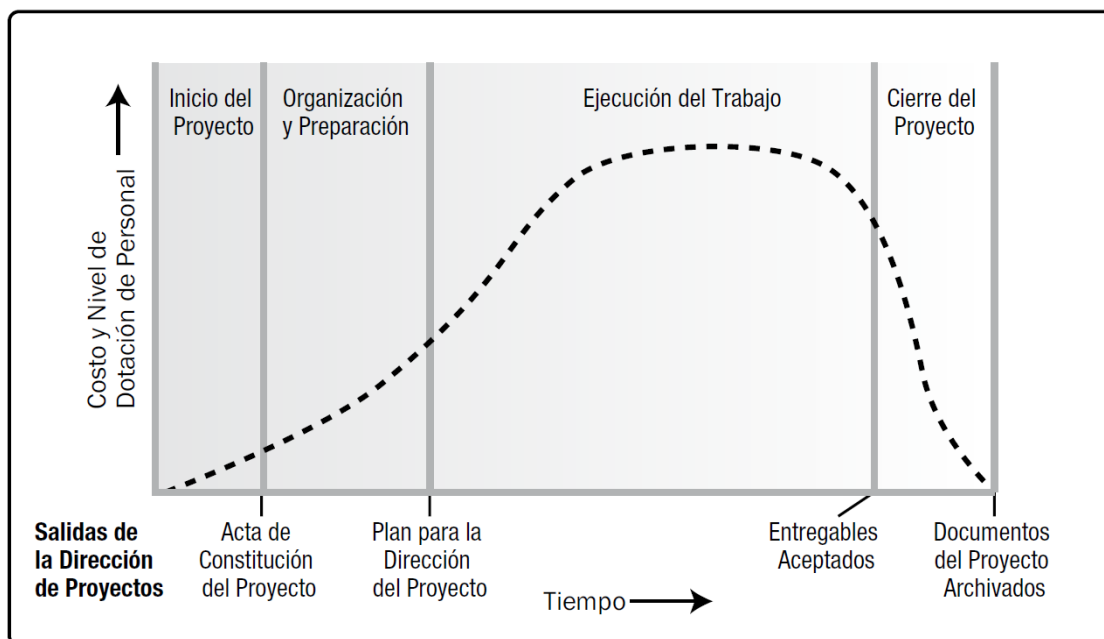 Inicio del
Proyecto
Organización
y Preparación
Ejecución del Trabajo
Cierre del
Proyecto
Costo y Nivel de
Dotación de Personal
Salidas de
la Dirección
de Proyectos
Acta de
Constitución
del Proyecto
Plan para la
Dirección
del Proyecto
Entregables
Aceptados
Documentos
del Proyecto
Archivados
Tiempo